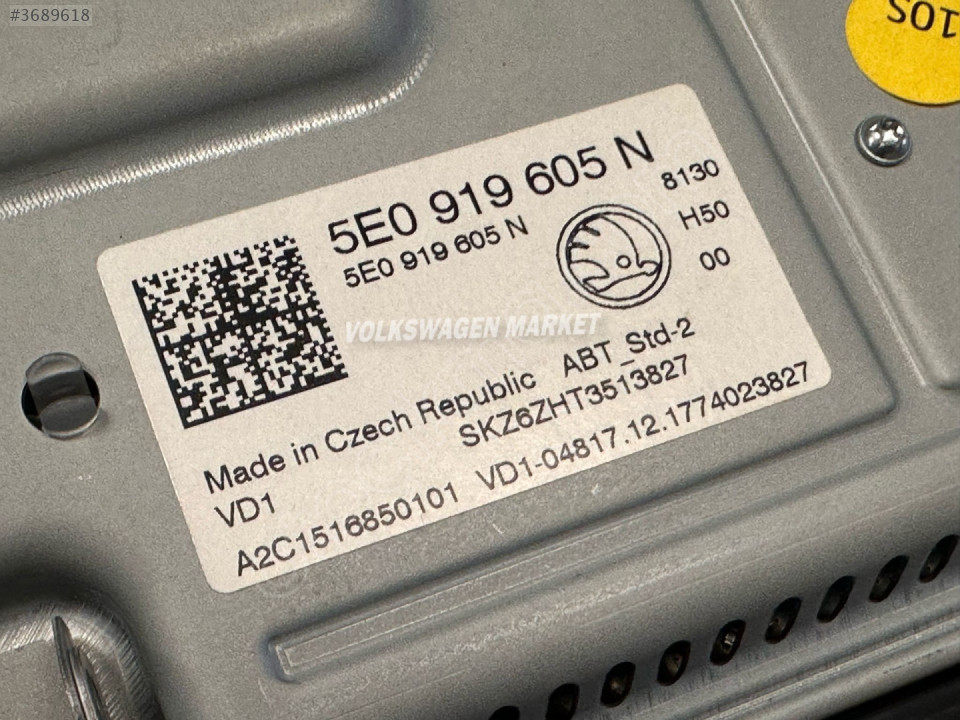 #3689618
10S
5E0 919 605 N
5E0 919 605 N
8130
H50
00
VOLKSWAGEN MARKET
Made in Czech Republic ABT_Std-2
VD1 SKZ6ZHT3513827
A2C1516850101 VD1-04817.12.1774023827